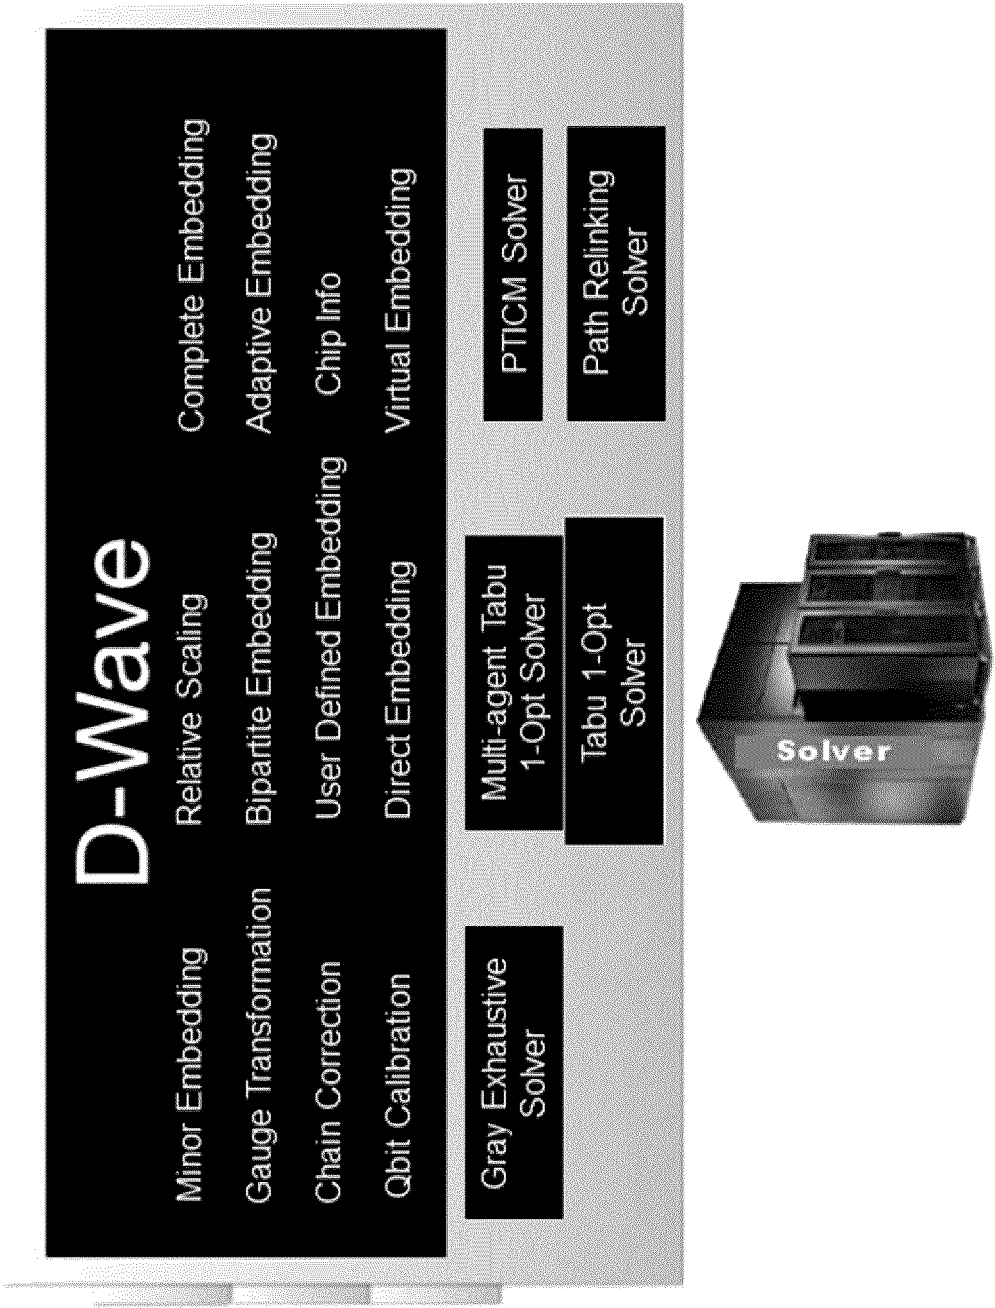 D-Wave
Minor Embedding
Relative Scaling
Complete Embedding
Gauge Transformation
Bipartite Embedding
Adaptive Embedding
Chain Correction
User Defined Embedding
Chip Info
Qbit Calibration
Direct Embedding
Virtual Embedding
Gray Exhaustive
Solver
Multi-agent Tabu
1-Opt Solver
PTICM Solver
Tabu 1-Opt
Solver
Path Relinking
Solver
Solver